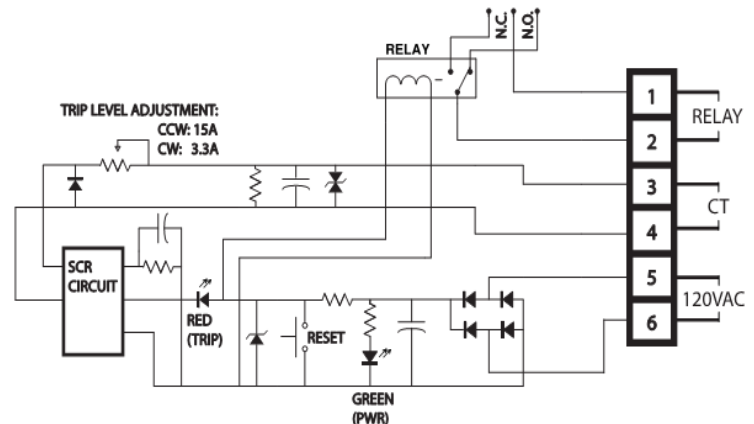 N.C.
N.O.
RELAY
1
RELAY
2
TRIP LEVEL ADJUSTMENT:
CCW: 15A
CW: 3.3A
3
CT
4
SCR
CIRCUIT
5
120VAC
6
RED
(TRIP)
RESET
GREEN
(PWR)